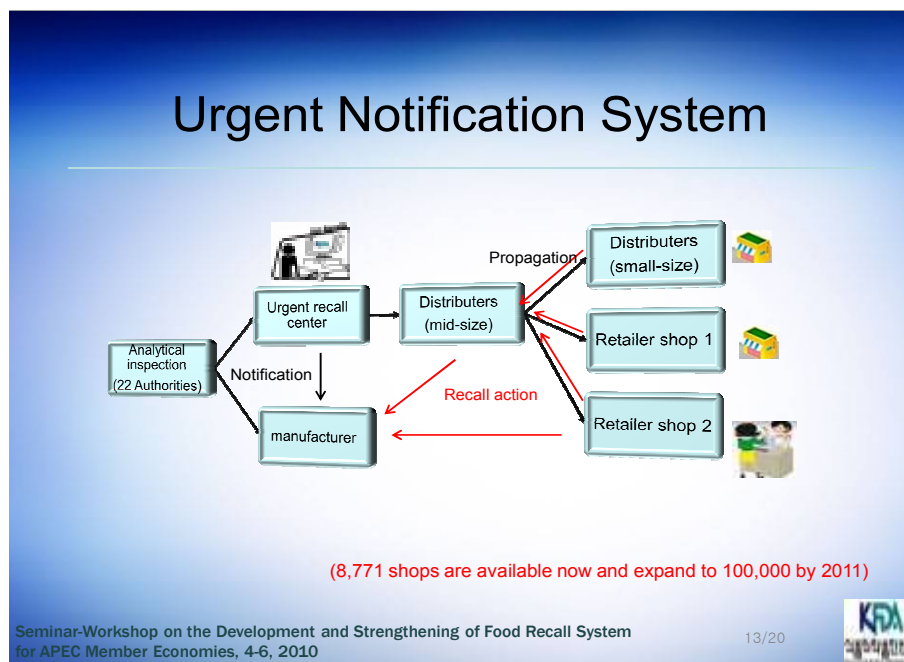 Urgent Notification System
Propagation
Distributers
(small-size)
Urgent recall
center
Distributers
(mid-size)
Retailer shop 1
Analytical
inspection
(22 Authorities)
Notification
Recall action
manufacturer
Retailer shop 2
(8,771 shops are available now and expand to 100,000 by 2011)
Seminar-Workshop on the Development and Strengthening of Food Recall System
for APEC Member Economies, 4-6, 2010
13/20
KFDA